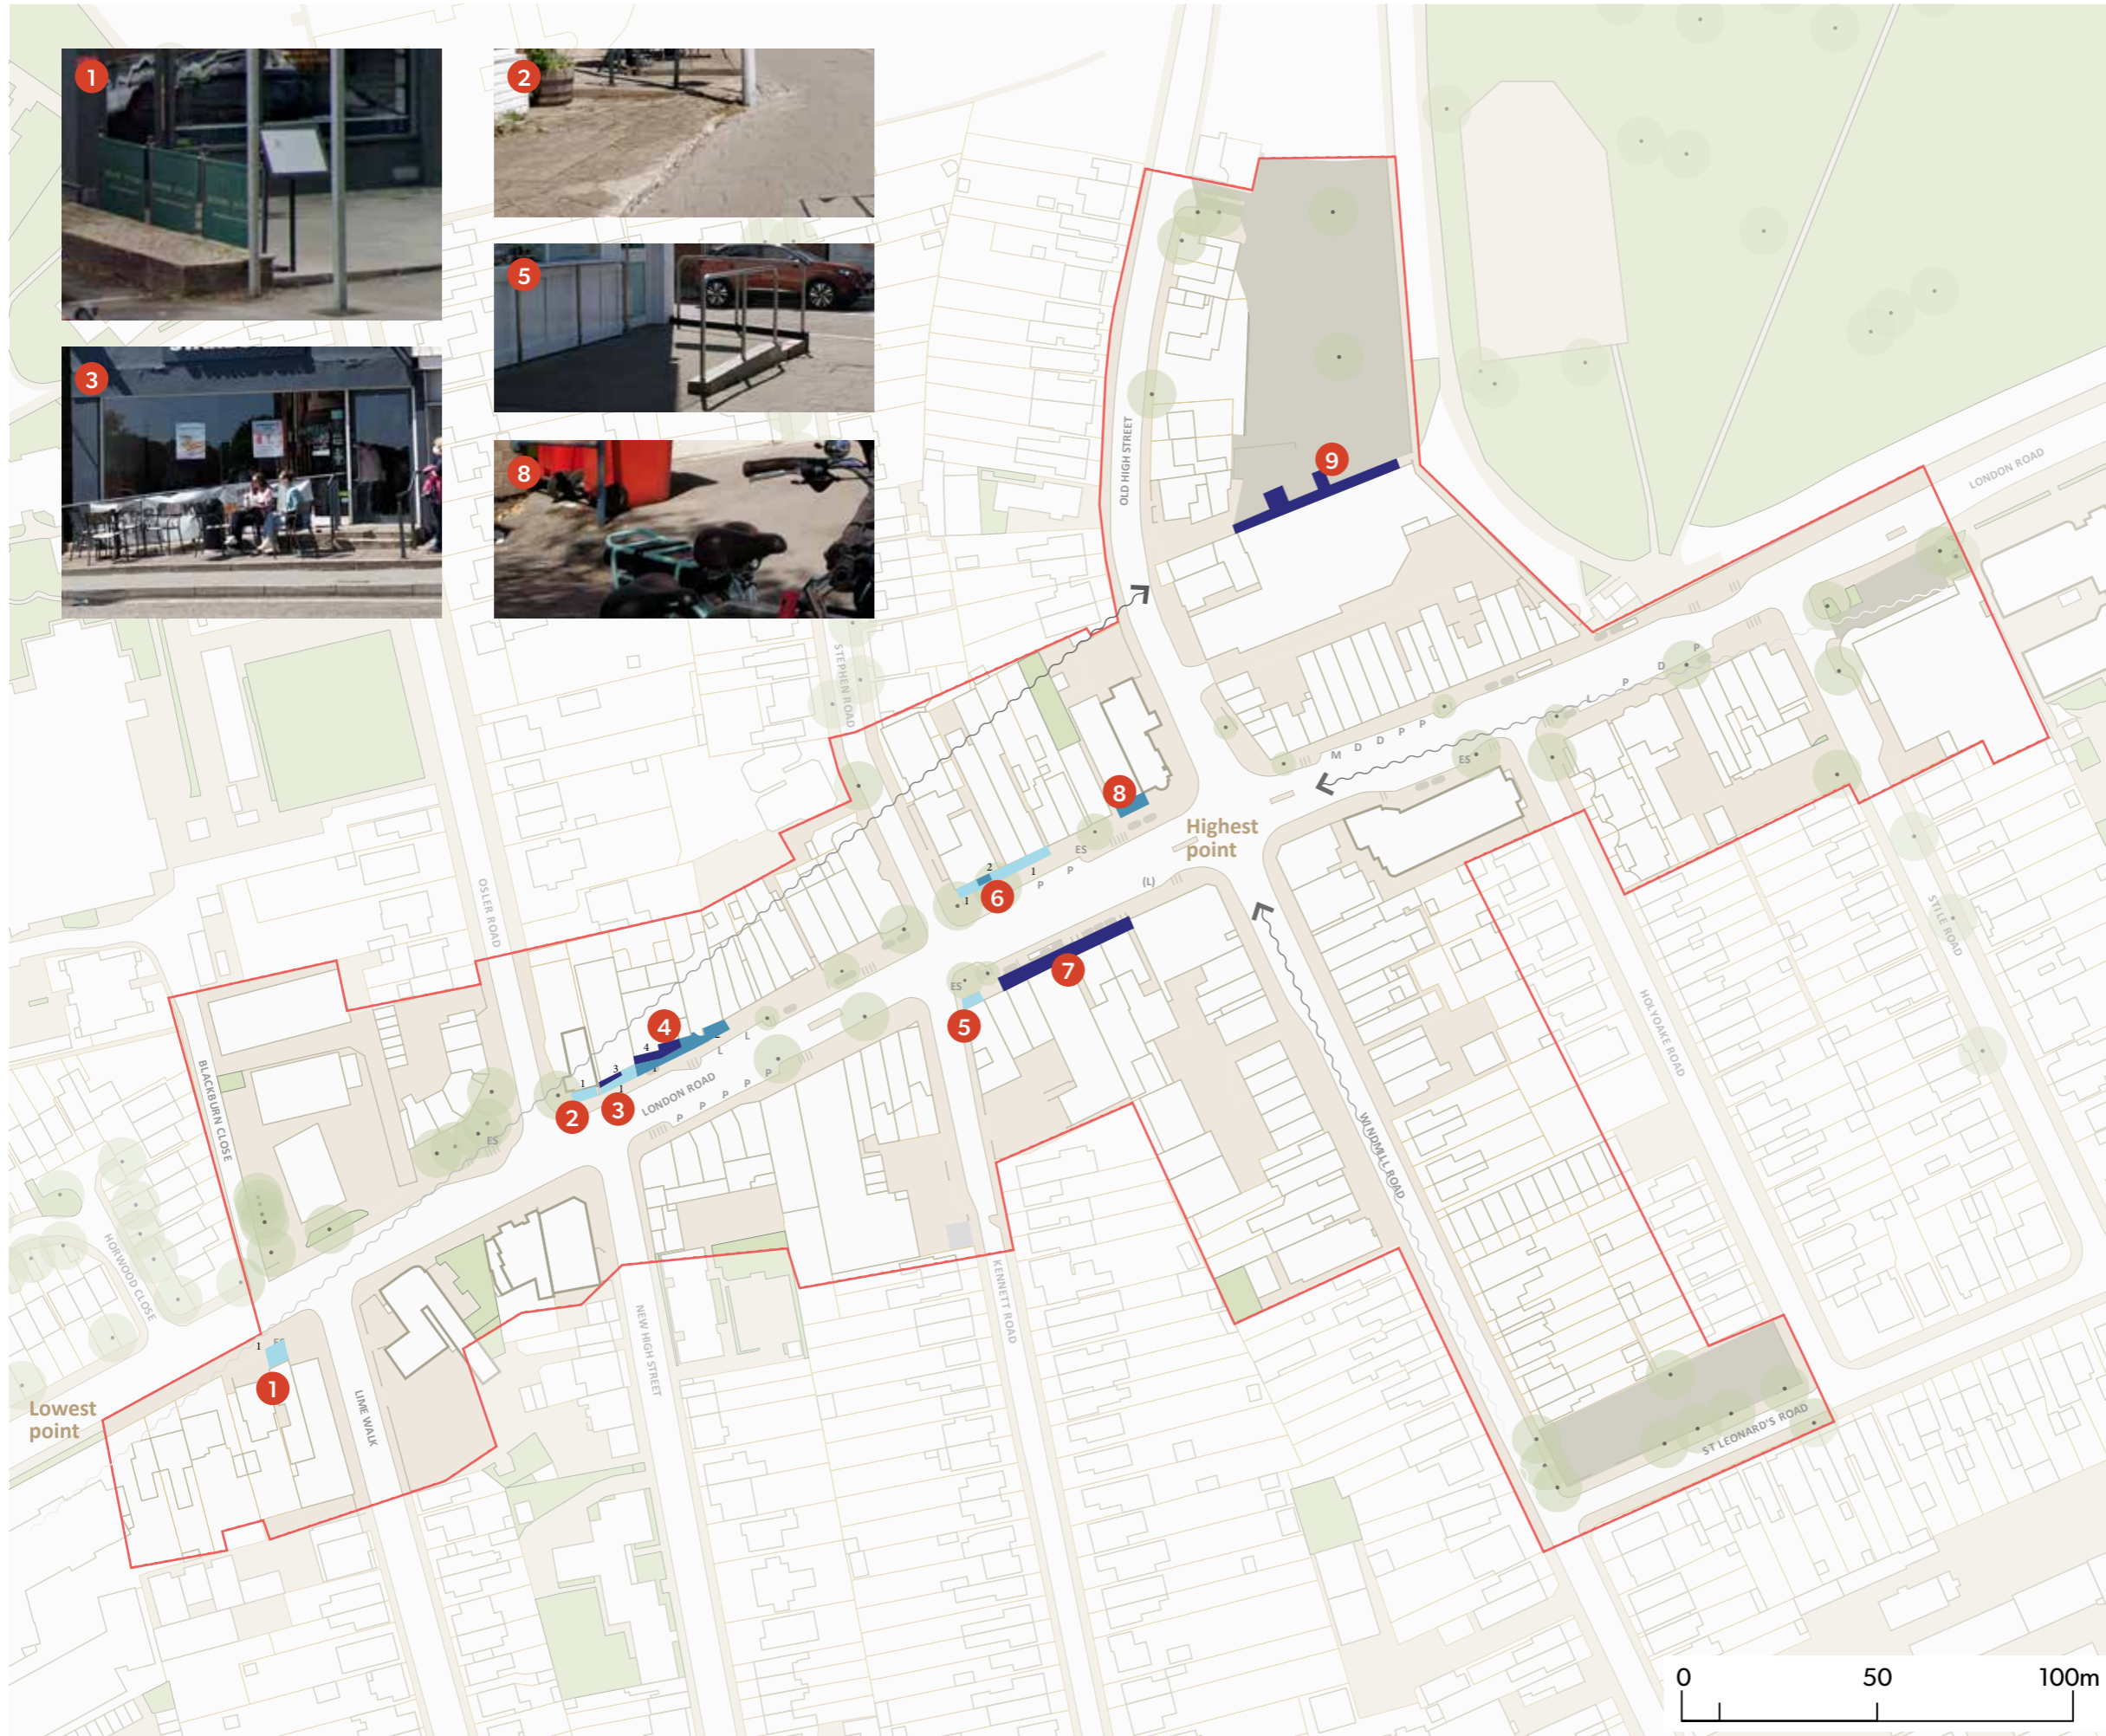 1
2
5
3
8
OLD HIGH STREET
9
LONDON ROAD
STEPHEN ROAD
P
D
P
L
M D D P P
ES
8
Highest
point
ES
2
1
P P
1
6
(L)
OSLER ROAD
STILE ROAD
7
ES
5
HOLYOAKE ROAD
4
L
L
4
3
1
1
1
2
3
LONDON ROAD
P P P P P
BLACKBURN CLOSE
ES
WINDMILL ROAD
HORWOOD CLOSE
KENNETT ROAD
NEW HIGH STREET
ES
1
1
LIME WALK
Lowest
point
ST LEONARD'S ROAD
0 50 100m